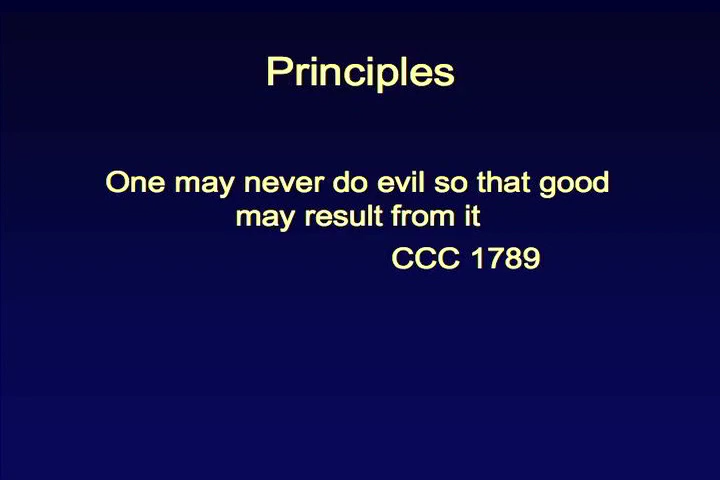 Principles
One may never do evil so that good
may result from it
CCC 1789